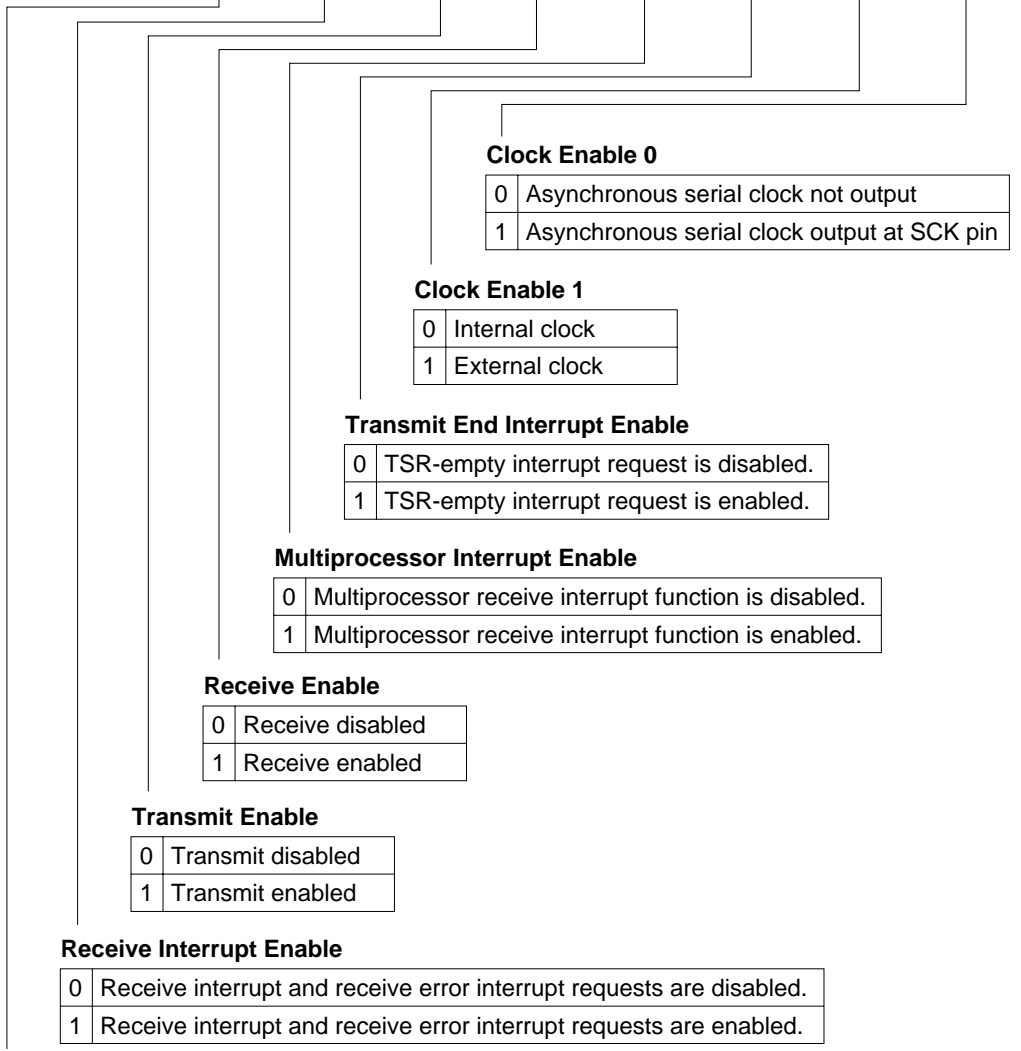 Clock Enable 0
0 Asynchronous serial clock not output
1 Asynchronous serial clock output at SCK pin
Clock Enable 1
0 Internal clock
1 External clock
Transmit End Interrupt Enable
0 TSR-empty interrupt request is disabled.
1 TSR-empty interrupt request is enabled.
Multiprocessor Interrupt Enable
0 Multiprocessor receive interrupt function is disabled.
1 Multiprocessor receive interrupt function is enabled.
Receive Enable
0 Receive disabled
1 Receive enabled
Transmit Enable
0 Transmit disabled
1 Transmit enabled
Receive Interrupt Enable
0 Receive interrupt and receive error interrupt requests are disabled.
1 Receive interrupt and receive error interrupt requests are enabled.